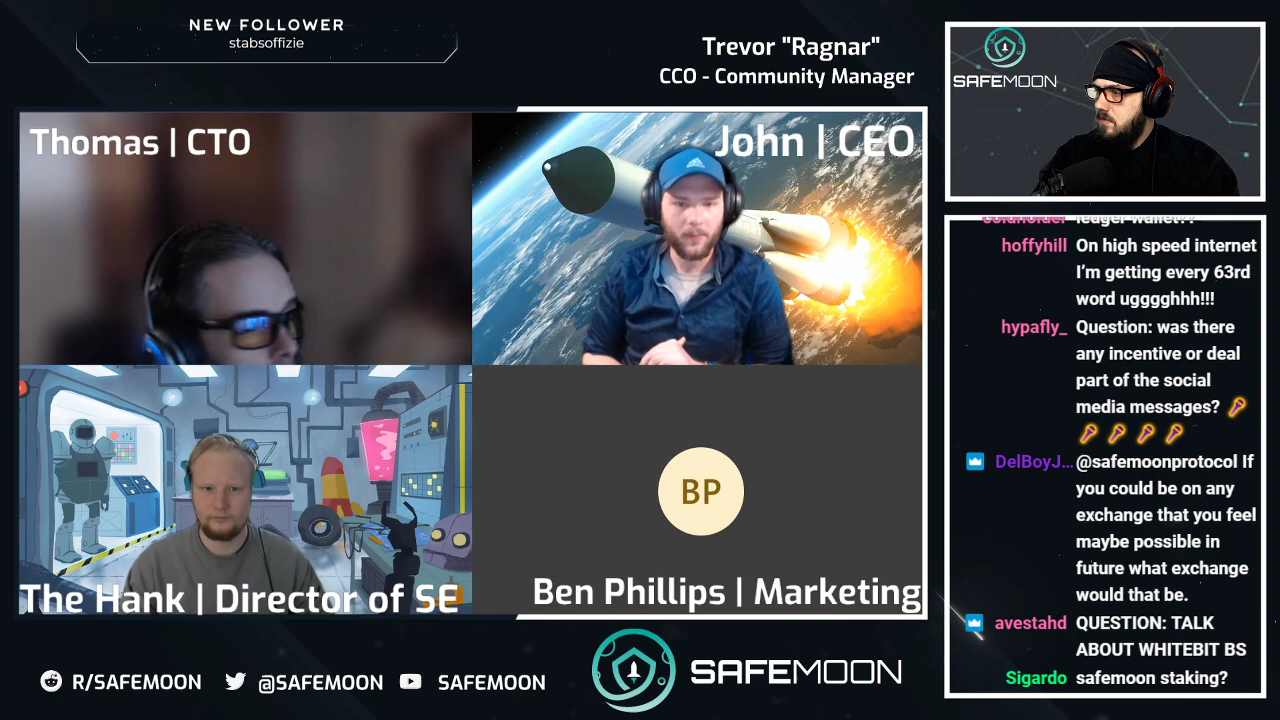 NEW FOLLOWER
stabsoffizie
Trevor "Ragnar"
CCO - Community Manager
SAFEMOON
Thomas | CTO
John | CEO
The Hank | Director of SE
BP
Ben Phillips | Marketing
ledger wallet??
hoffyhill On high speed internet
I'm getting every 63rd
word ugggghhh!!!
hypafly_ Question: was there
any incentive or deal
part of the social
media messages?
DelBoyJ... @safemoonprotocol If
you could be on any
exchange that you feel
maybe possible in
future what exchange
would that be.
avestahd QUESTION: TALK
ABOUT WHITEBIT BS
Sigardo safemoon staking?
R/SAFEMOON
@SAFEMOON
SAFEMOON
SAFEMOON